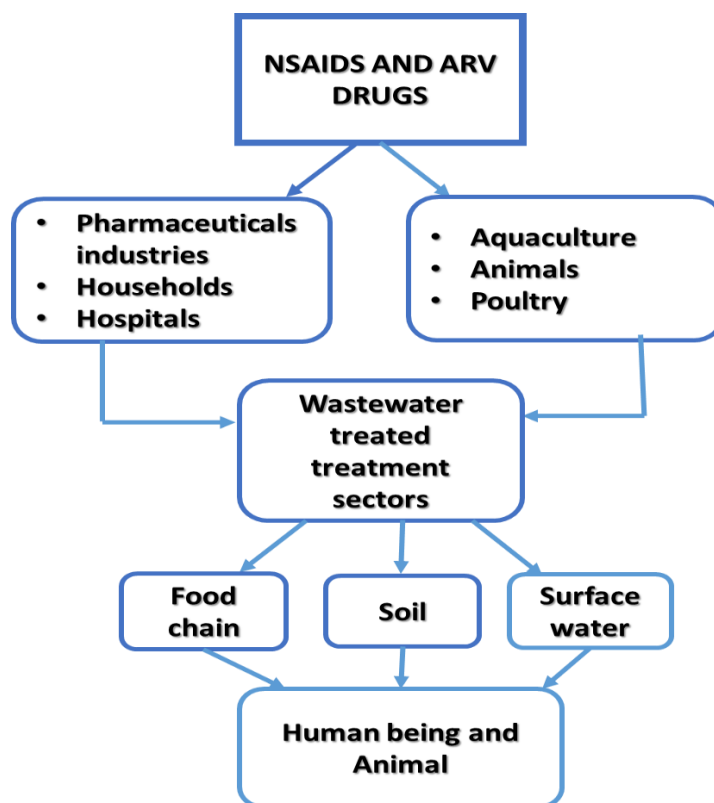 NSAIDS AND ARV
DRUGS
• Pharmaceuticals
industries
• Households
• Hospitals
• Aquaculture
• Animals
• Poultry
Wastewater
treated
treatment
sectors
Food
chain
Soil
Surface
water
Human being and
Animal